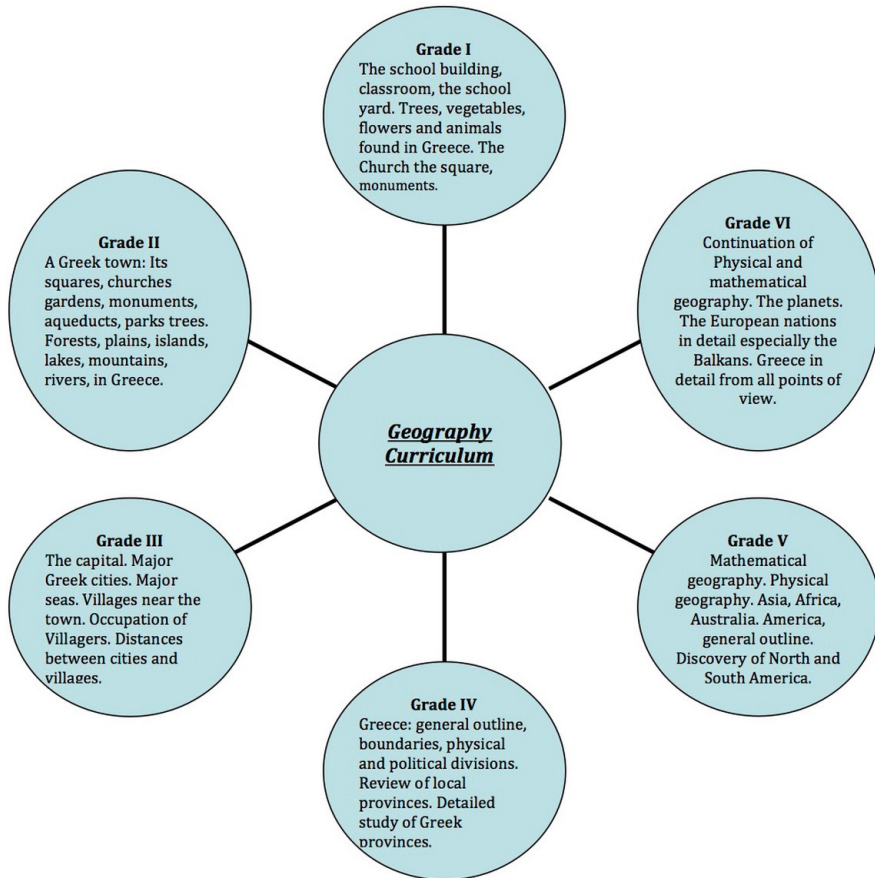 Grade I
The school building,
classroom, the school
yard. Trees, vegetables,
flowers and animals
found in Greece. The
Church the square,
monuments.
Grade II
A Greek town: Its
squares, churches
gardens, monuments,
aqueducts, parks trees.
Forests, plains, islands,
lakes, mountains,
rivers, in Greece.
Grade VI
Continuation of
Physical and
mathematical
geography. The planets.
The European nations
in detail especially the
Balkans. Greece in
detail from all points of
view.
Geography
Curriculum
Grade III
The capital. Major
Greek cities. Major
seas. Villages near the
town. Occupation of
Villagers. Distances
between cities and
villages.
Grade V
Mathematical
geography. Physical
geography. Asia, Africa,
Australia. America,
general outline.
Discovery of North and
South America.
Grade IV
Greece: general outline,
boundaries, physical
and political divisions.
Review of local
provinces. Detailed
study of Greek
provinces.